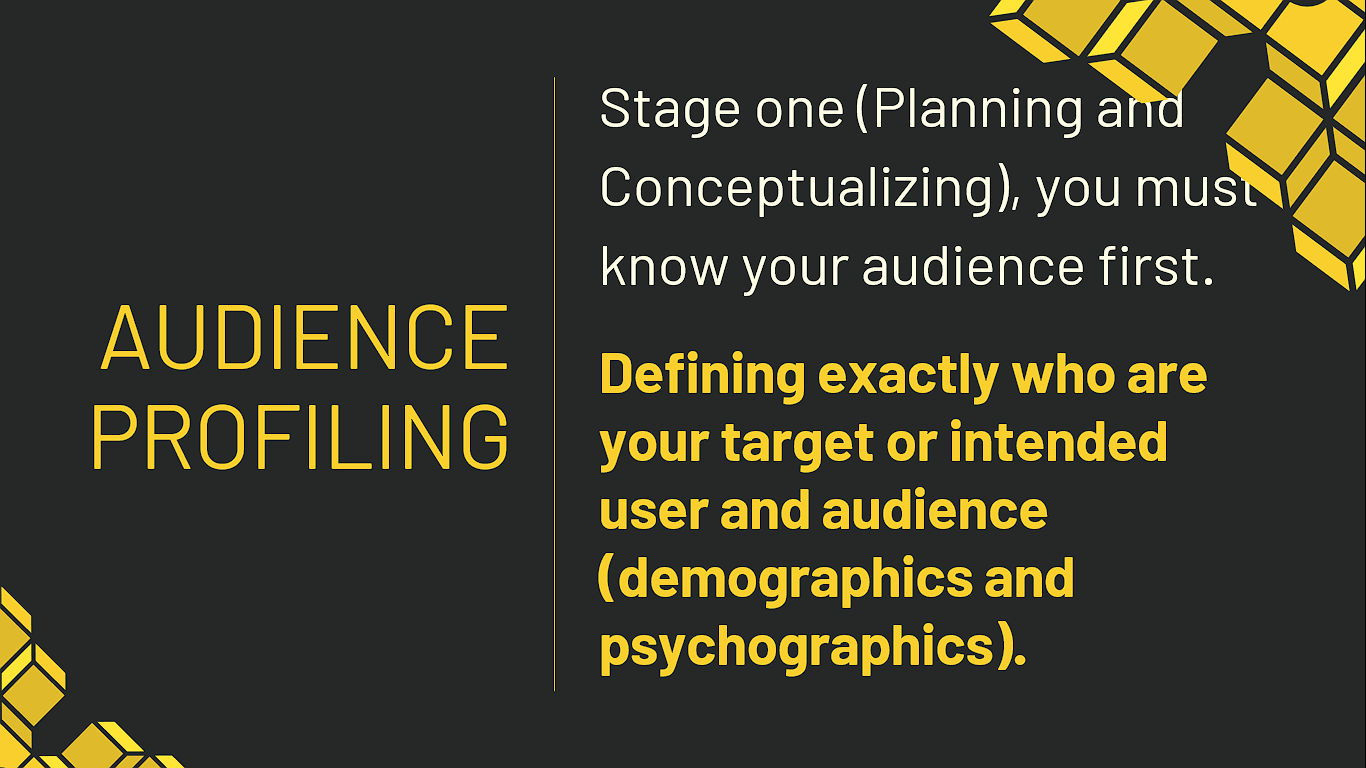 AUDIENCE
PROFILING
Stage one (Planning and
Conceptualizing), you must
know your audience first.
Defining exactly who are
your target or intended
user and audience
(demographics and
psychographics).